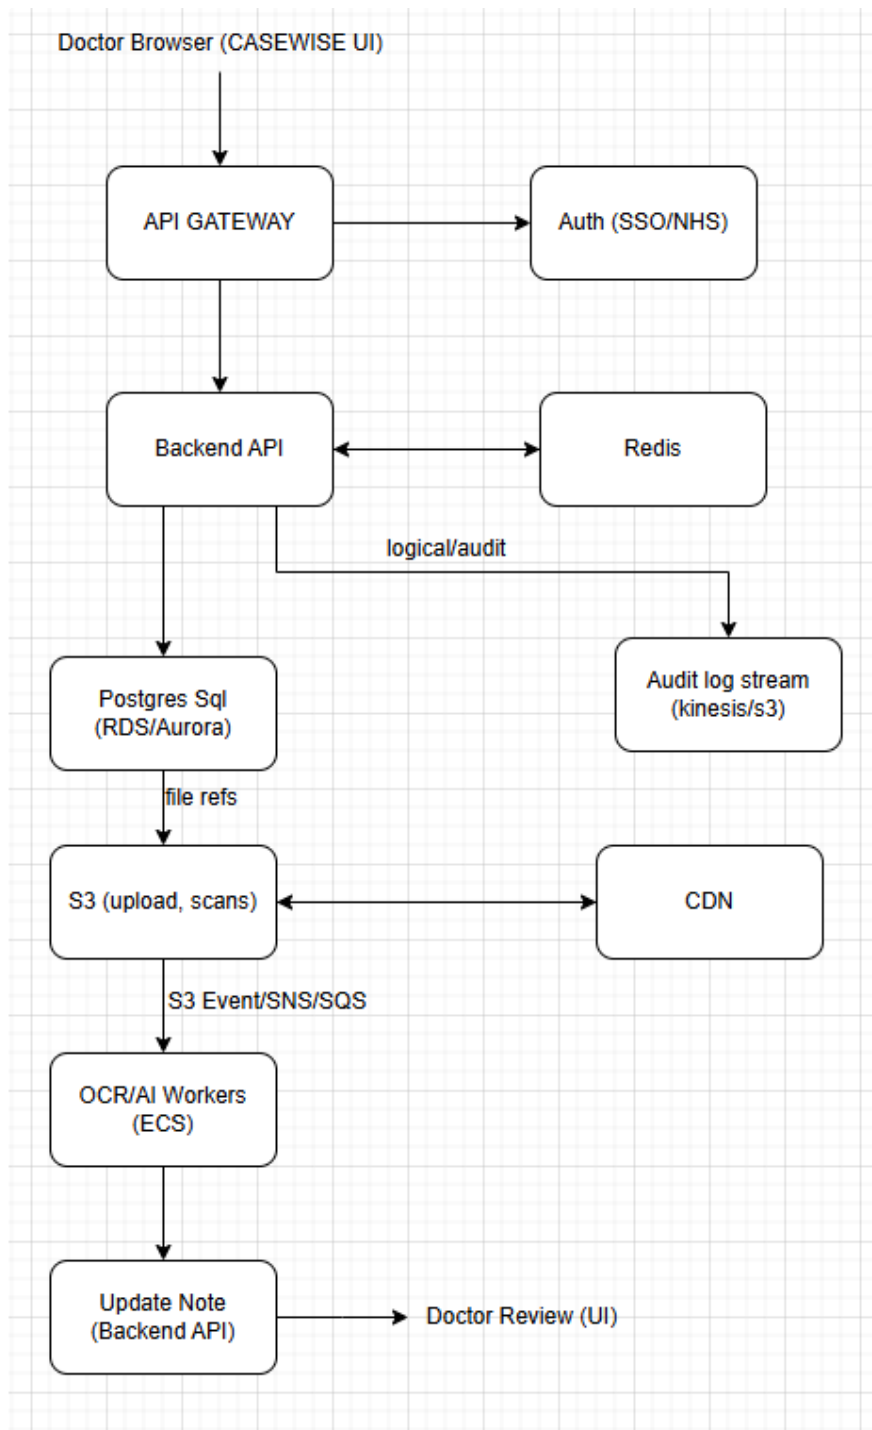 Doctor Browser (CASEWISE UI)
API GATEWAY
Auth (SSO/NHS)
Backend API
Redis
logical/audit
Postgres Sql
(RDS/Aurora)
Audit log stream
(kinesis/s3)
file refs
S3 (upload, scans)
CDN
S3 Event/SNS/SQS
OCR/AI Workers
(ECS)
Update Note
(Backend API)
Doctor Review (UI)